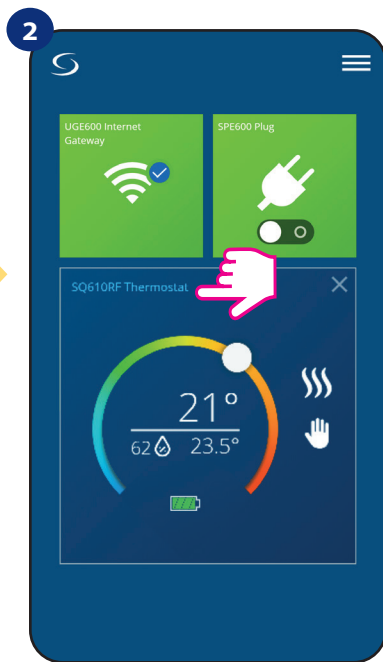 2
UGE600 Internet
Gateway
SPE600 Plug
SQ610RF Thermostat
21°
62 23.5°